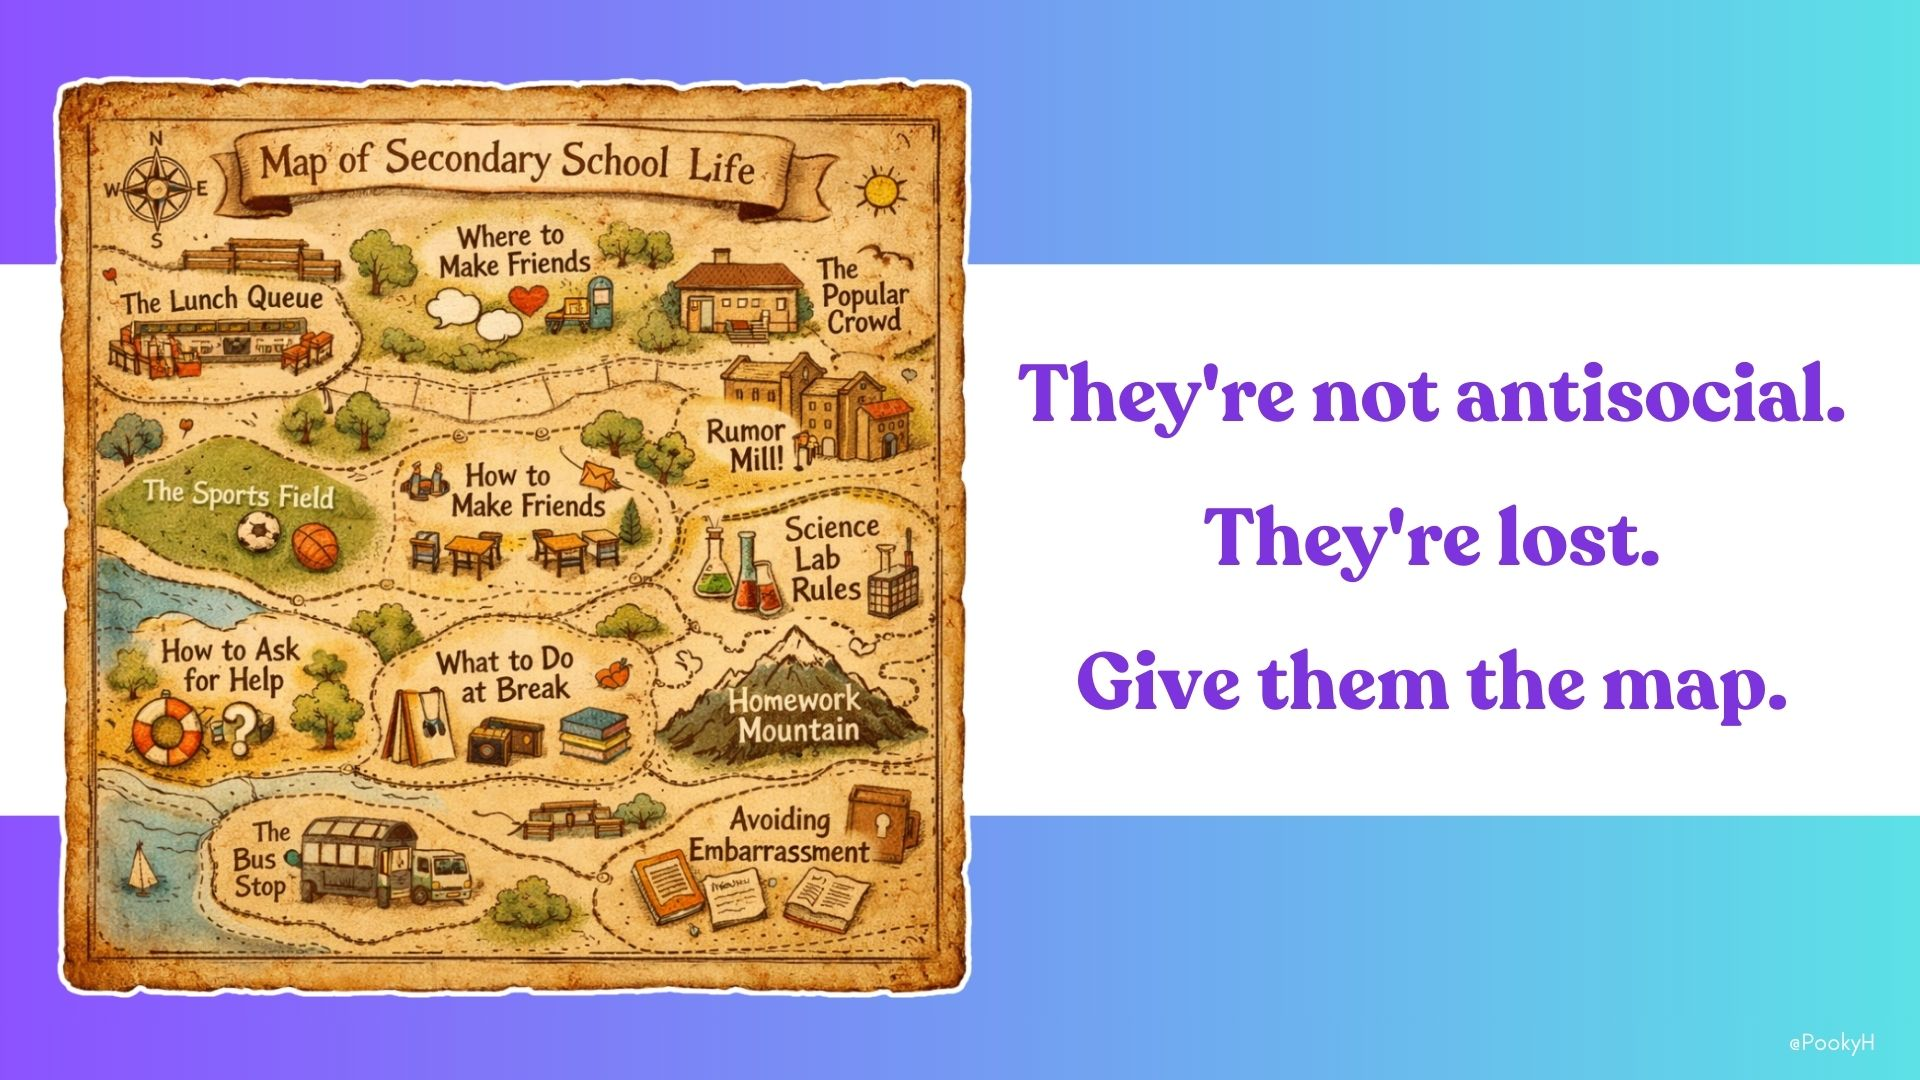 Map of Secondary School Life
N
W
E
S
Where to
Make Friends
The Lunch Queue
The
Popular
Crowd
Rumor
Mill!
The Sports Field
How to
Make Friends
Science
Lab
Rules
How to Ask
for Help
?
What to Do
at Break
Homework
Mountain
The
Bus
Stop
Avoiding
Embarrassment
They're not antisocial.
They're lost.
Give them the map.
@PookyH